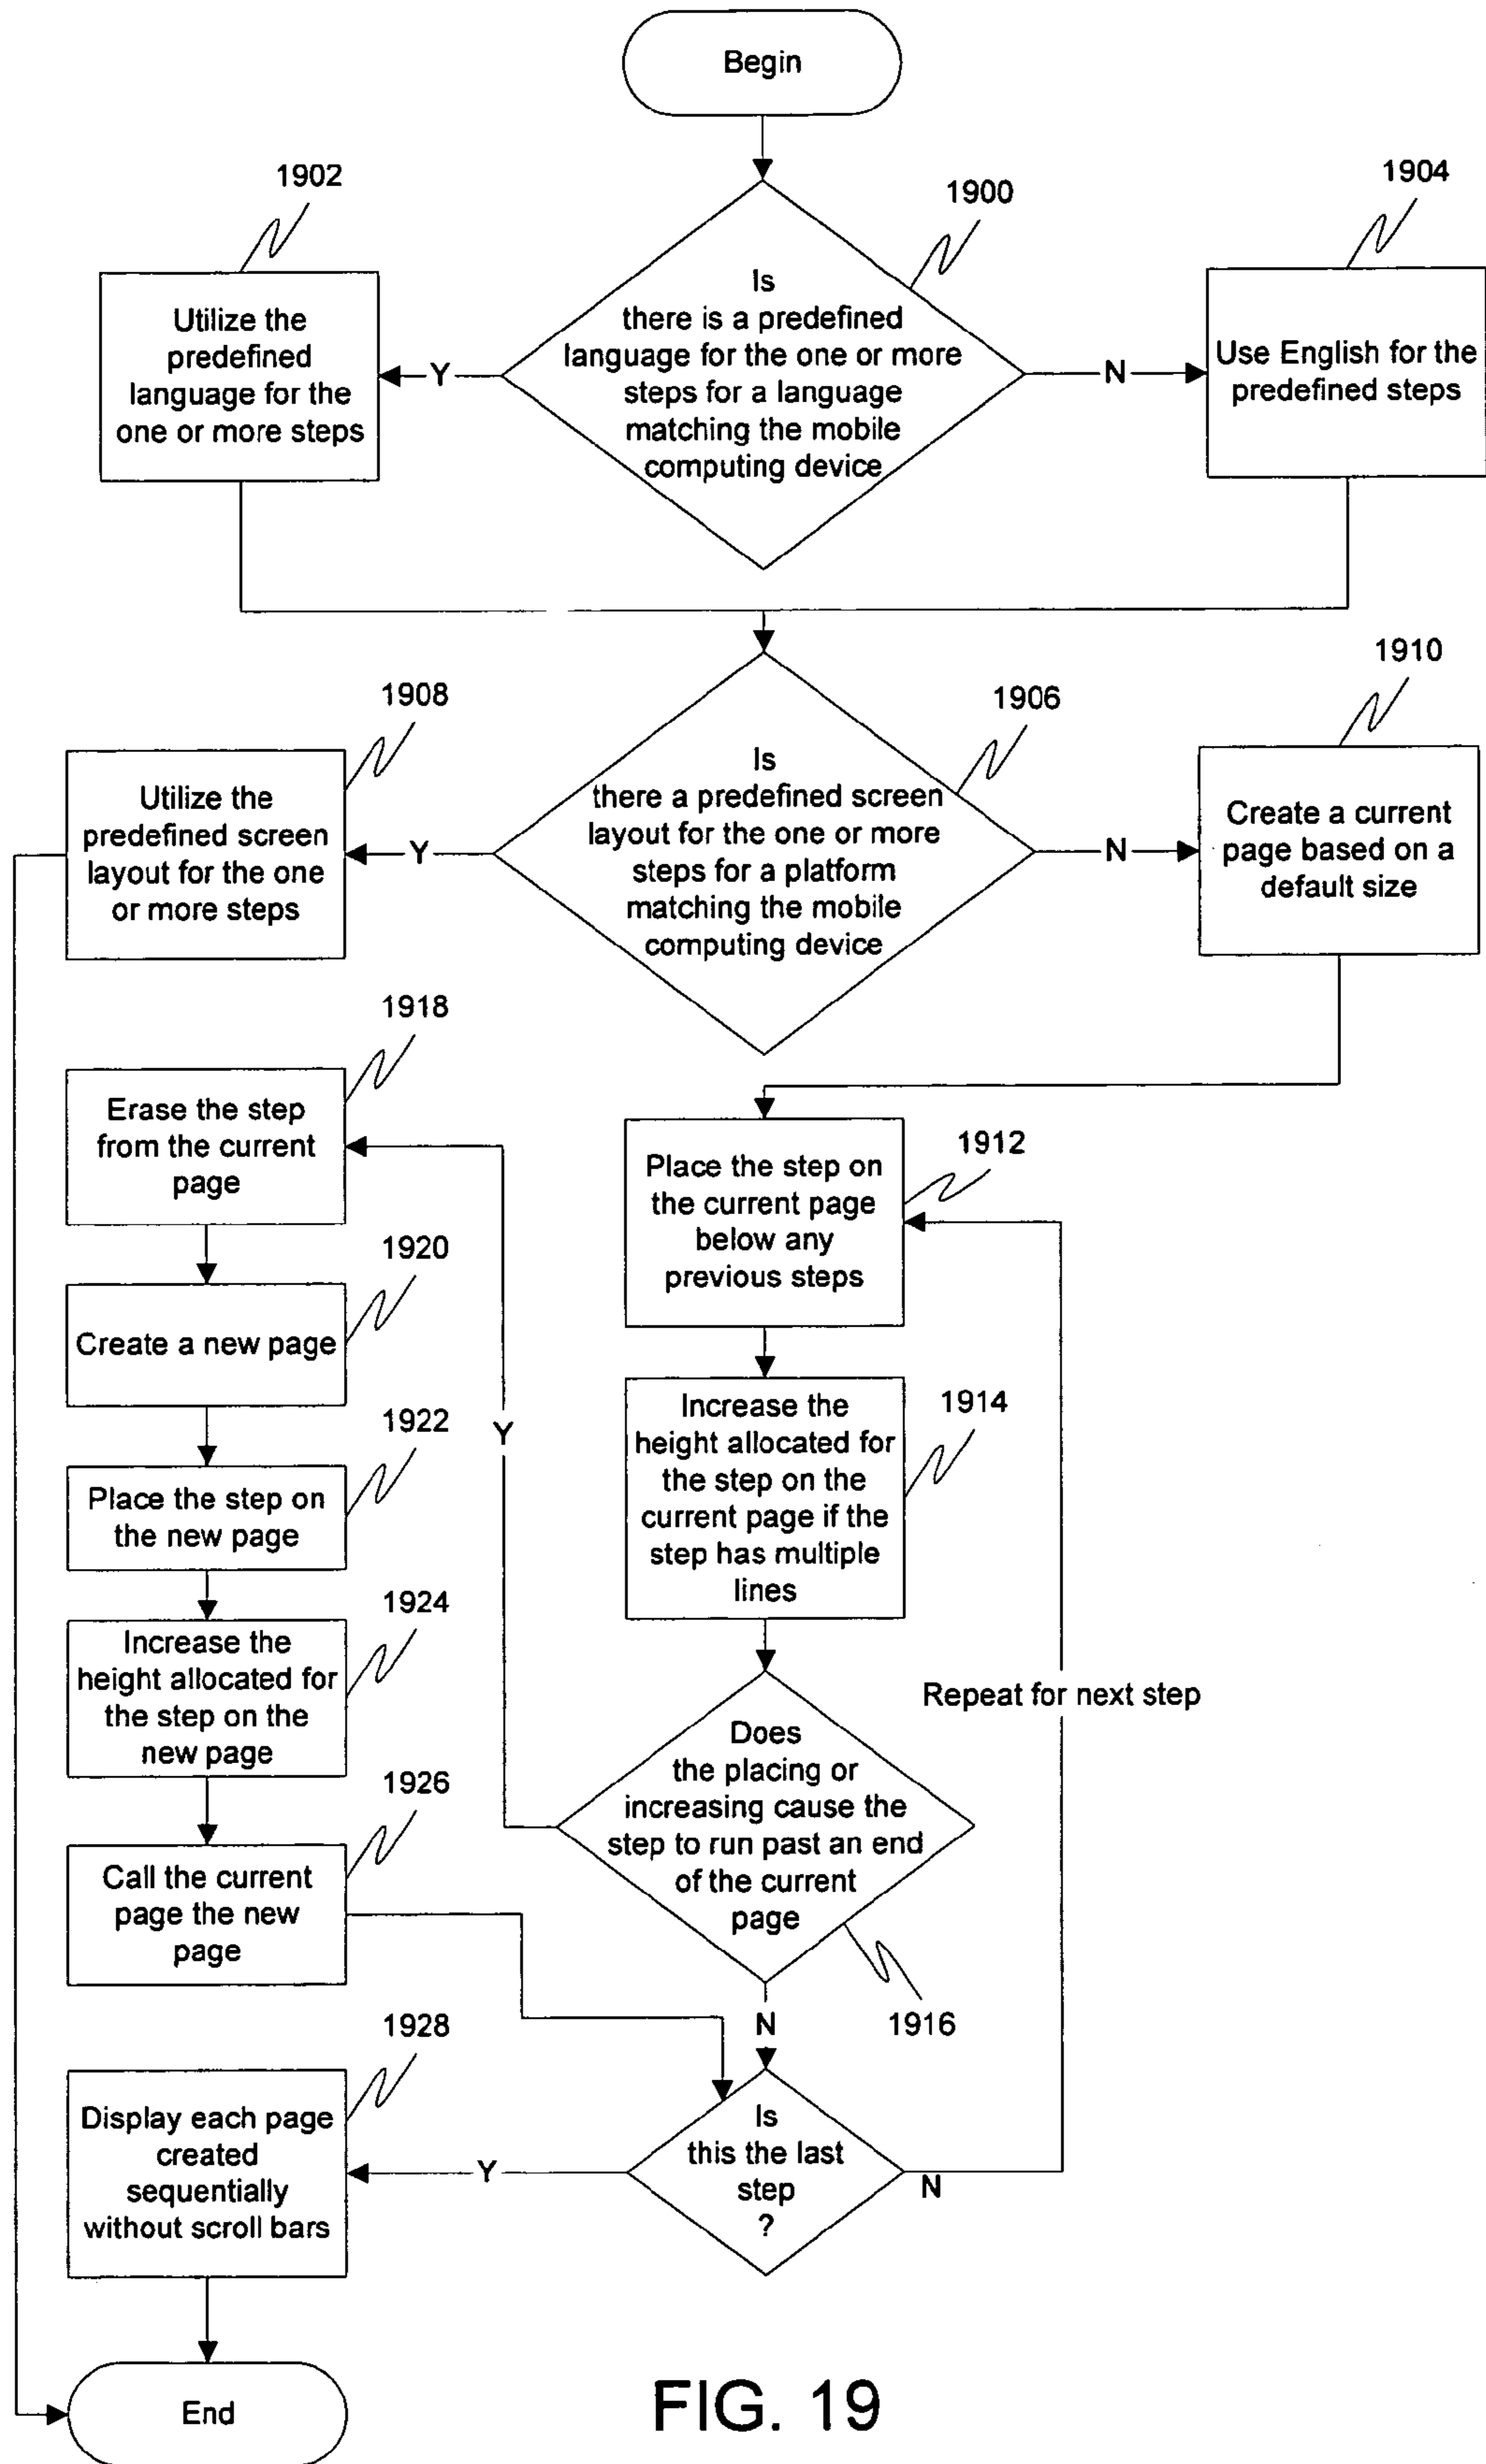 Begin
1902
1900
1904
Utilize the
predefined
language for the
one or more steps
Y
Is
there is a predefined
language for the one or more
steps for a language
matching the mobile
computing device
N
Use English for the
predefined steps
1908
1906
1910
Utilize the
predefined screen
layout for the one
or more steps
Y
Is
there a predefined screen
layout for the one or more
steps for a platform
matching the mobile
computing device
N
Create a current
page based on a
default size
1918
Erase the step
from the current
page
1912
Place the step on
the current page
below any
previous steps
1920
Create a new page
1914
Increase the
height allocated for
the step on the
current page if the
step has multiple
lines
1922
Place the step on
the new page
Y
1924
Increase the
height allocated for
the step on the
new page
Repeat for next step
Does
the placing or
increasing cause the
step to run past an end
of the current
page
1926
Call the current
page the new
page
1916
N
1928
Display each page
created
sequentially
without scroll bars
Y
Is
this the last
step
?
N
End
FIG. 19